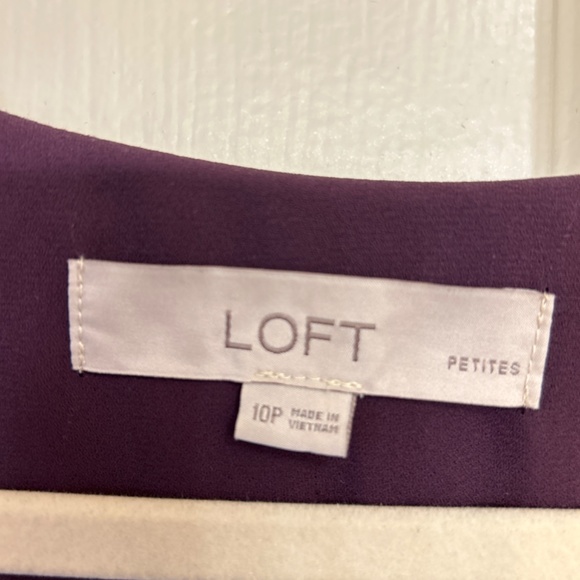 LOFT
PETITES
10P MADE IN
VIETNAM